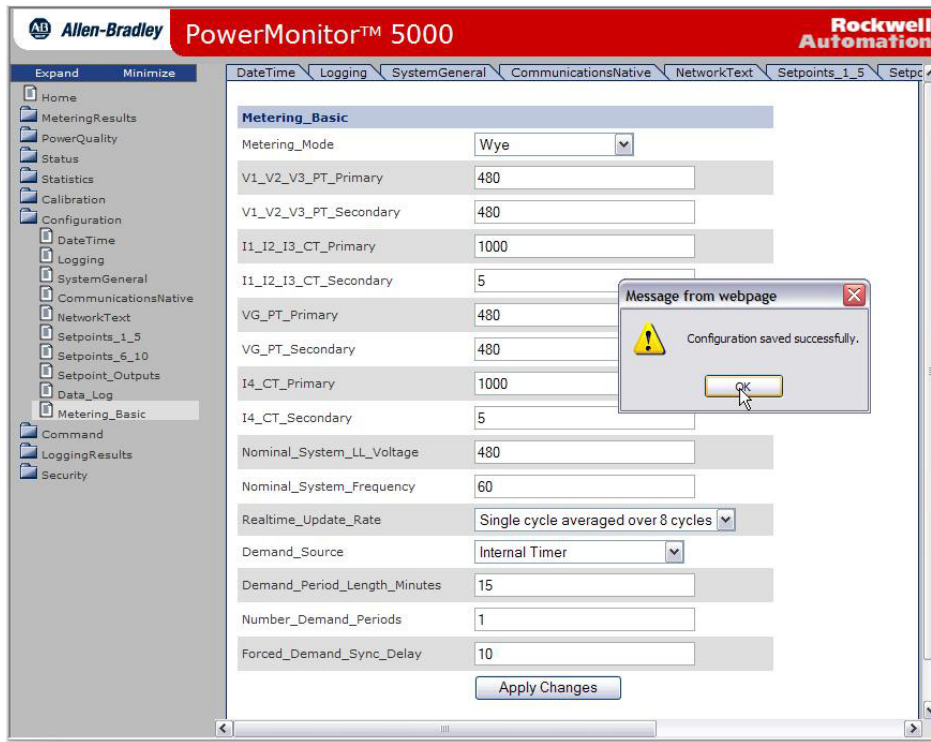 AB Allen-Bradley PowerMonitor™ 5000 Rockwell Automation
Expand Minimize
Home
MeteringResults
PowerQuality
Status
Statistics
Calibration
Configuration
DateTime
Logging
SystemGeneral
CommunicationsNative
NetworkText
Setpoints_1_5
Setpoints_6_10
Setpoint_Outputs
Data_Log
Metering_Basic
Command
LoggingResults
Security
DateTime Logging SystemGeneral CommunicationsNative NetworkText Setpoints_1_5 Setpo
Metering_Basic
Metering_Mode Wye
V1_V2_V3_PT_Primary 480
V1_V2_V3_PT_Secondary 480
I1_I2_I3_CT_Primary 1000
I1_I2_I3_CT_Secondary 5
VG_PT_Primary 480
VG_PT_Secondary 480
I4_CT_Primary 1000
I4_CT_Secondary 5
Nominal_System_LL_Voltage 480
Nominal_System_Frequency 60
Realtime_Update_Rate Single cycle averaged over 8 cycles
Demand_Source Internal Timer
Demand_Period_Length_Minutes 15
Number_Demand_Periods 1
Forced_Demand_Sync_Delay 10
Apply Changes
Message from webpage
Configuration saved successfully.
OK